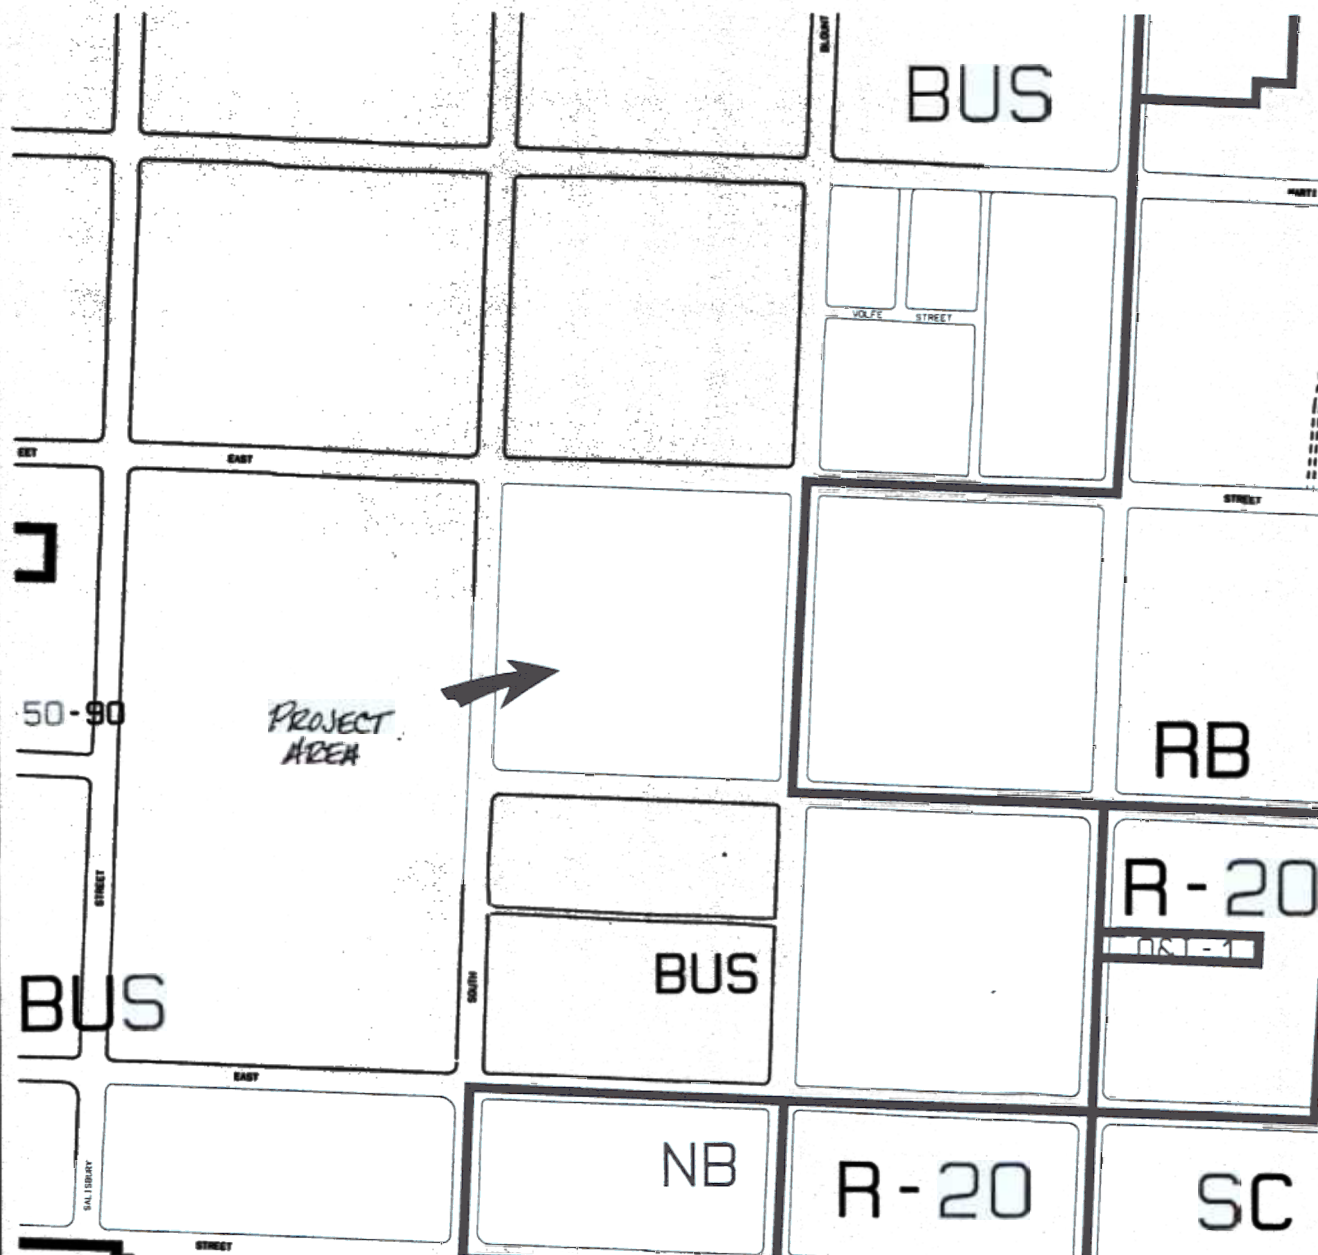 BLOUNT
BUS
MARTI
VOLFE STREET
EET
EAST
STREET
50-90
PROJECT
AREA
RB
R-20
O&I-1
STREET
SOUTH
BUS
BUS
EAST
SALISBURY
NB
R-20
SC
STREET